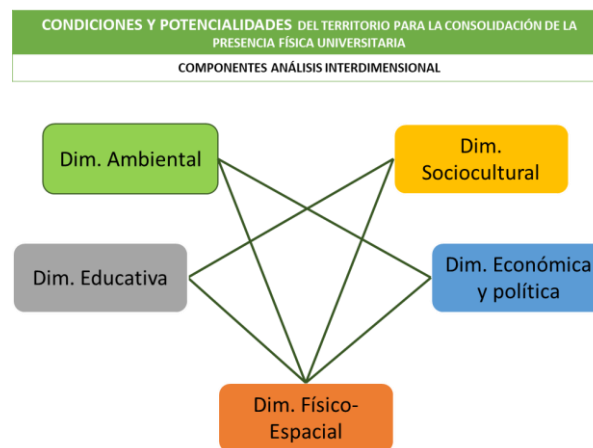 CONDICIONES Y POTENCIALIDADES DEL TERRITORIO PARA LA CONSOLIDACIÓN DE LA
PRESENCIA FÍSICA UNIVERSITARIA
COMPONENTES ANÁLISIS INTERDIMENSIONAL
Dim. Ambiental
Dim.
Sociocultural
Dim. Educativa
Dim. Económica
y política
Dim. Físico-
Espacial